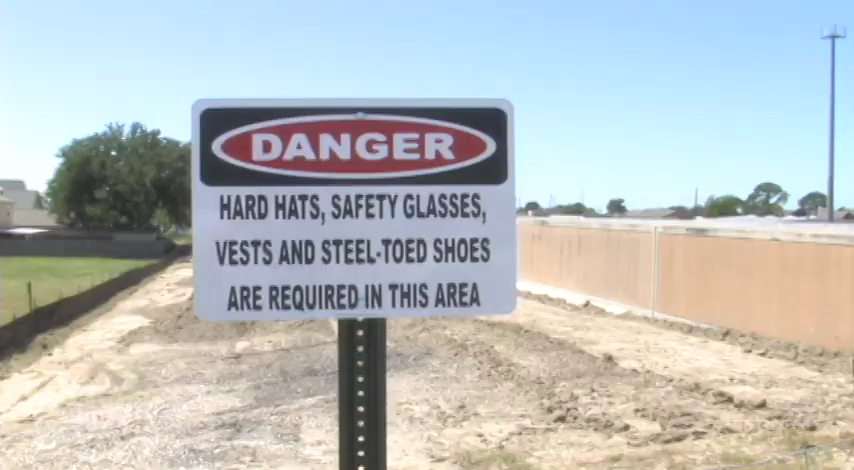 DANGER
HARD HATS, SAFETY GLASSES,
VESTS AND STEEL-TOED SHOES
ARE REQUIRED IN THIS AREA